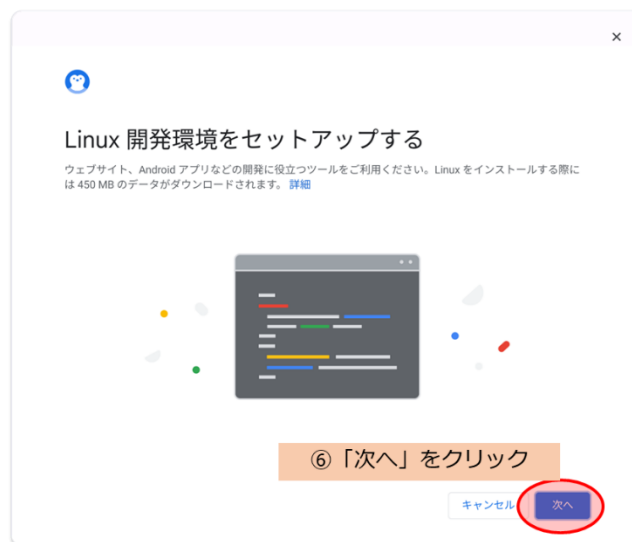 Linux 開発環境をセットアップする
ウェブサイト、Android アプリなどの開発に役立つツールをご利用ください。Linux をインストールする際に
は 450 MB のデータがダウンロードされます。 詳細
⑥「次へ」をクリック
キャンセル 次へ